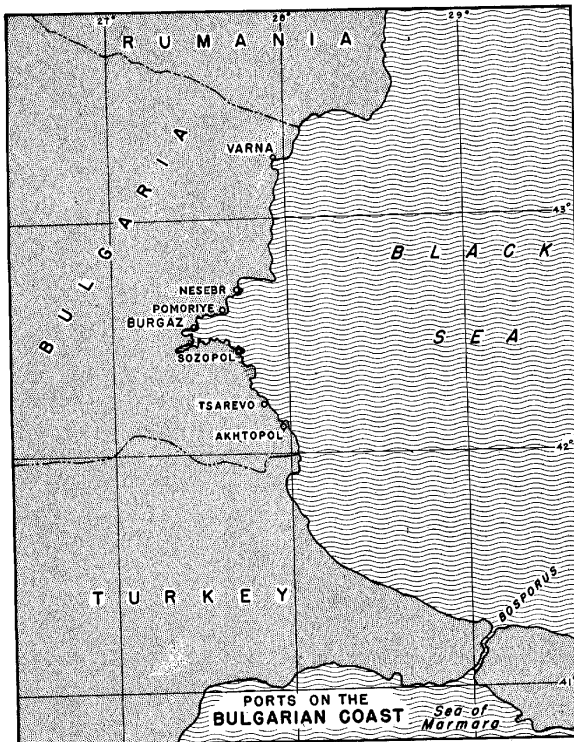 27° 28° 29°
RUMANIA
BULGARIA
VARNA
43°
BLACK
SEA
NESEBR
POMORIYE
BURGAZ
SOZOPOL
TSAREVO
AKHTOPOL
42°
TURKEY
BOSPORUS
41°
PORTS ON THE
BULGARIAN COAST
Sea of
Marmara